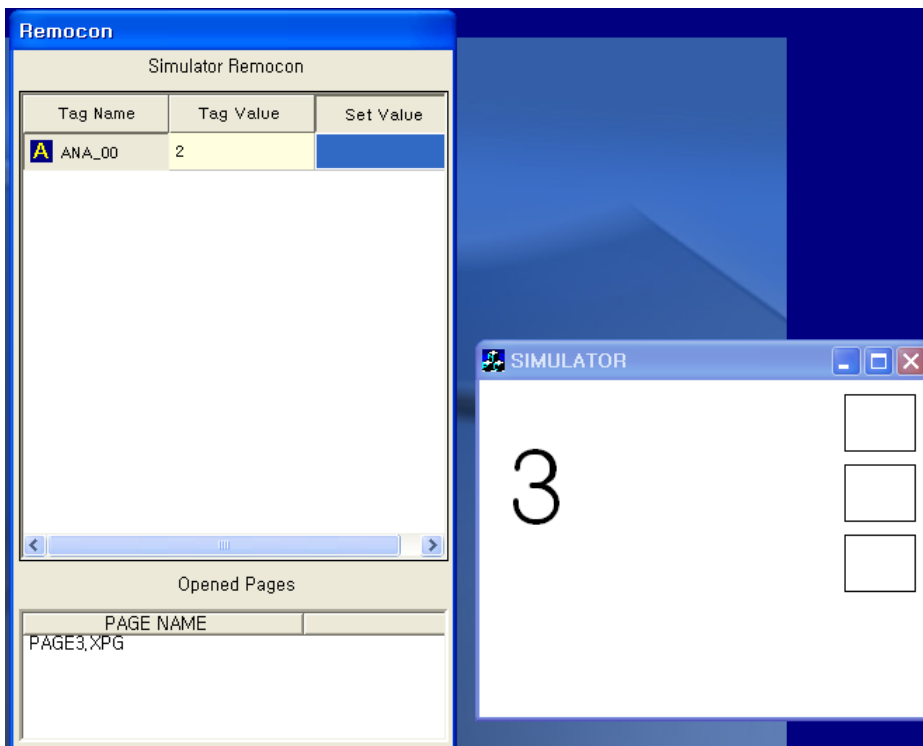 Remocon
Simulator Remocon
Tag Name Tag Value Set Value
A ANA_00 2
Opened Pages
PAGE NAME
PAGE3.XPG
SIMULATOR
3